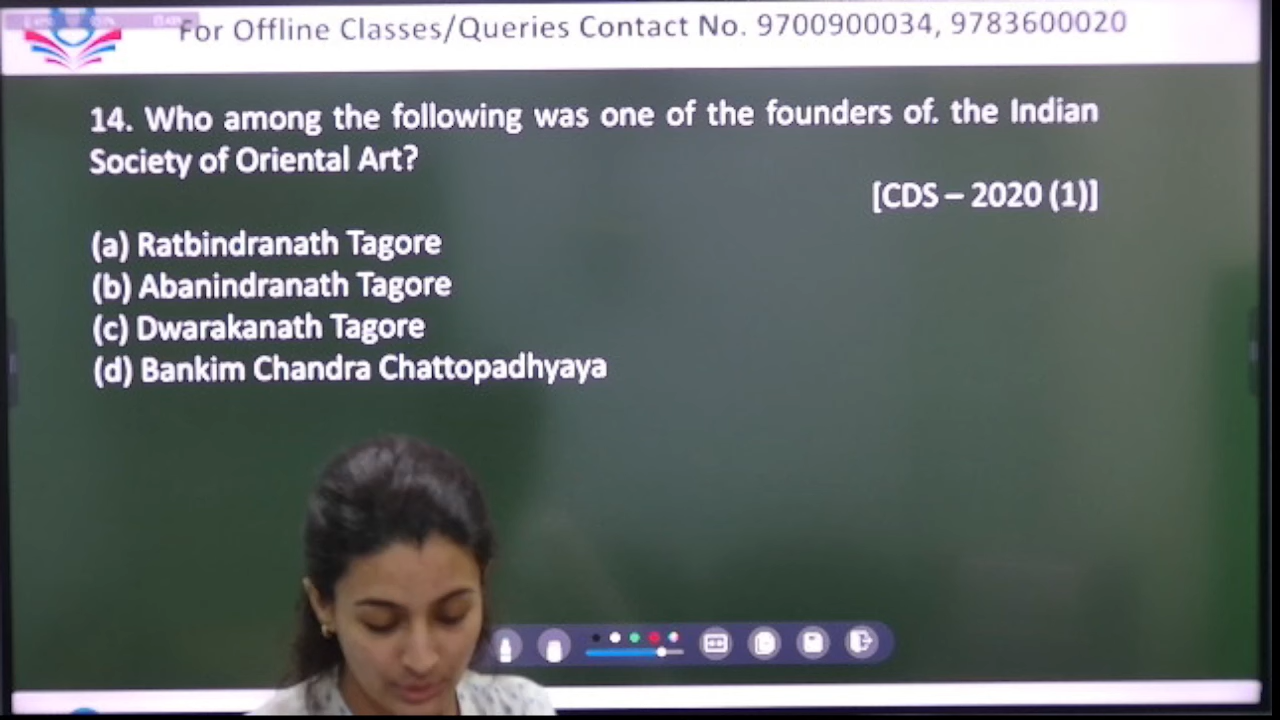 For Offline Classes/Queries Contact No. 9700900034, 9783600020
14. Who among the following was one of the founders of. the Indian
Society of Oriental Art?
[CDS – 2020 (1)]
(a) Ratbindranath Tagore
(b) Abanindranath Tagore
(c) Dwarakanath Tagore
(d) Bankim Chandra Chattopadhyaya